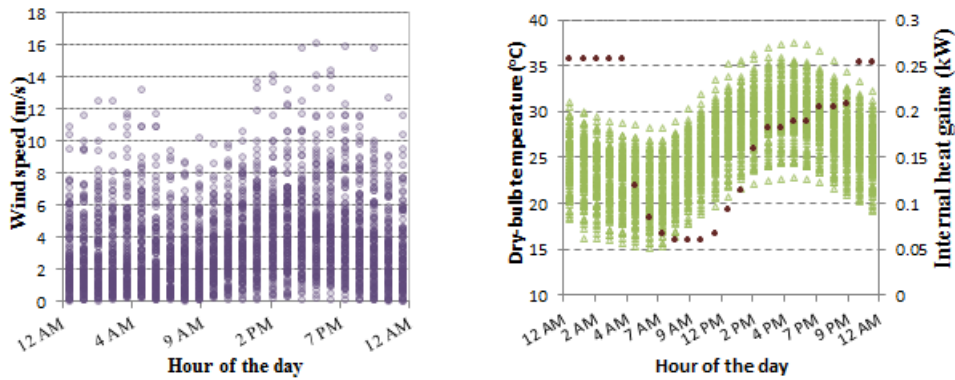 Wind speed (m/s)
18
16
14
12
10
8
6
4
2
0
12 AM
4 AM
9 AM
2 PM
7 PM
12 AM
Hour of the day
Dry-bulb temperature (°C)
40
35
30
25
20
15
10
12 AM
2 AM
4 AM
7 AM
9 AM
12 PM
2 PM
4 PM
7 PM
9 PM
12 AM
Hour of the day
0.3
0.25
0.2
0.15
0.1
0.05
0
Internal heat gains (kW)